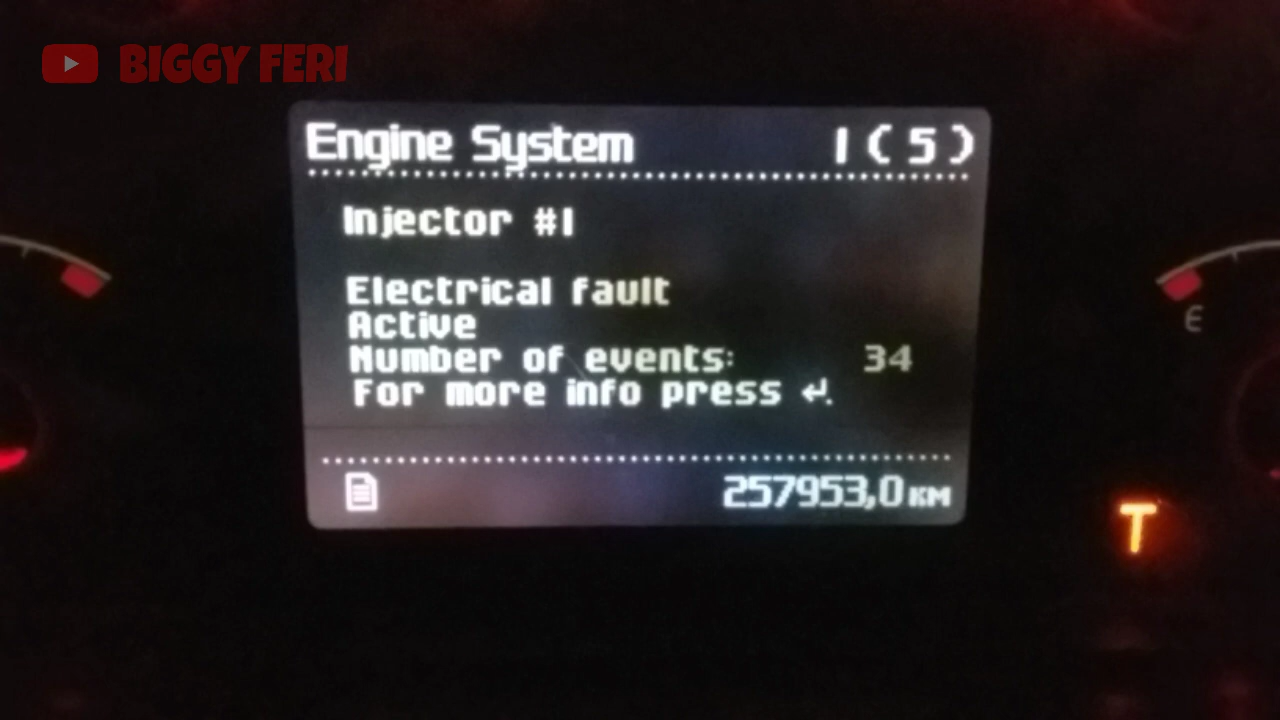 BIGGY FERI
Engine System 1(5)
Injector #1
Electrical fault
Active
Number of events: 34
For more info press ↵.
257953,0 KM
E
T